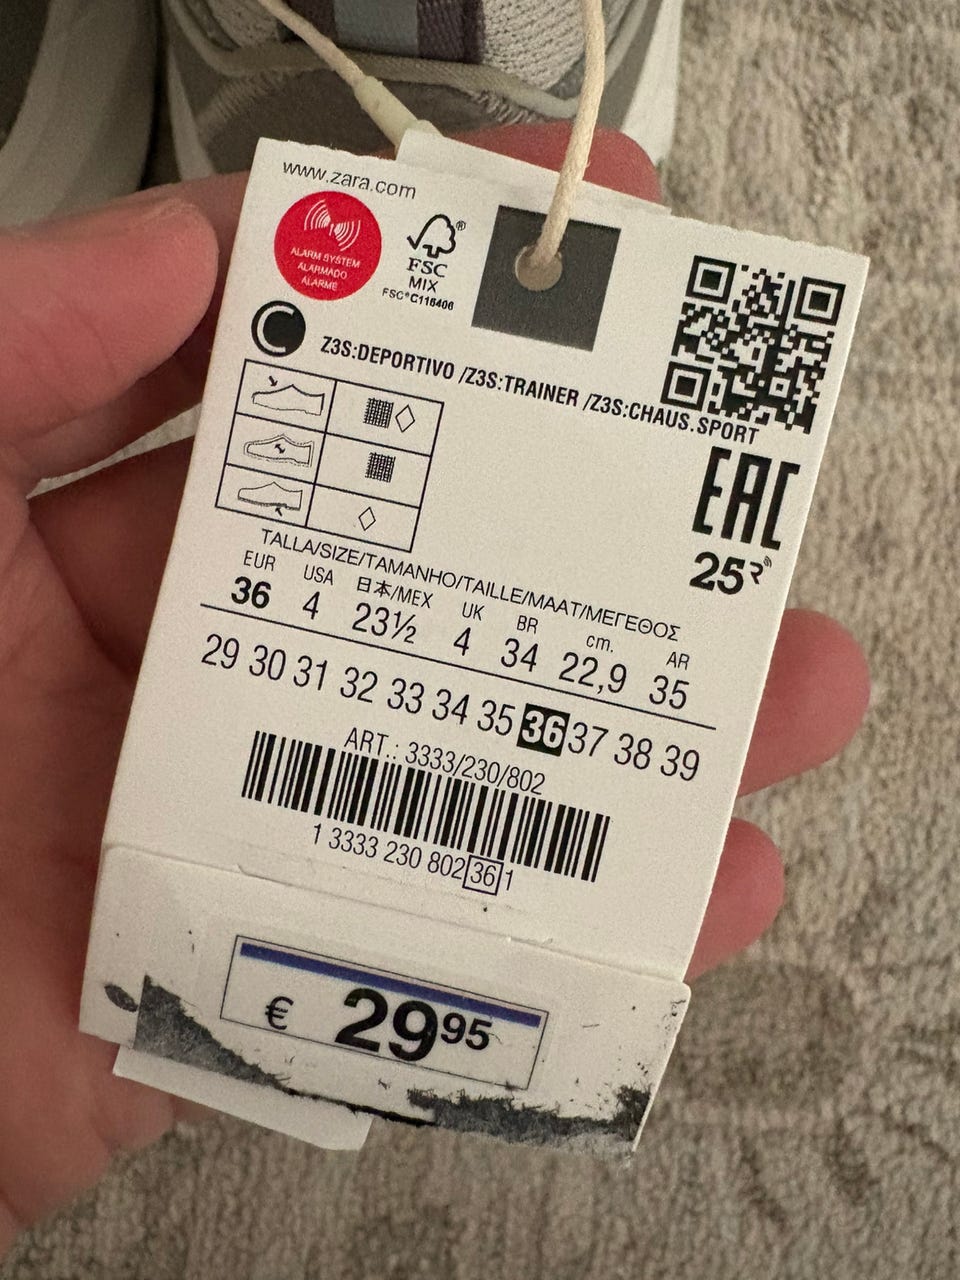 www.zara.com
ALARM SYSTEM
ALARMADO
ALARME
FSC
MIX
FSC® C116406
C
Z3S:DEPORTIVO /Z3S:TRAINER /Z3S:CHAUS.SPORT
EAC
25
TALLA/SIZE/TAMANHO/TAILLE/MAAT/ΜΕΓΕΘΟΣ
EUR USA 日本/MEX UK BR cm. AR
36 4 23½ 4 34 22,9 35
29 30 31 32 33 34 35 36 37 38 39
ART.: 3333/230/802
1 3333 230 802 36 1
€ 29 95